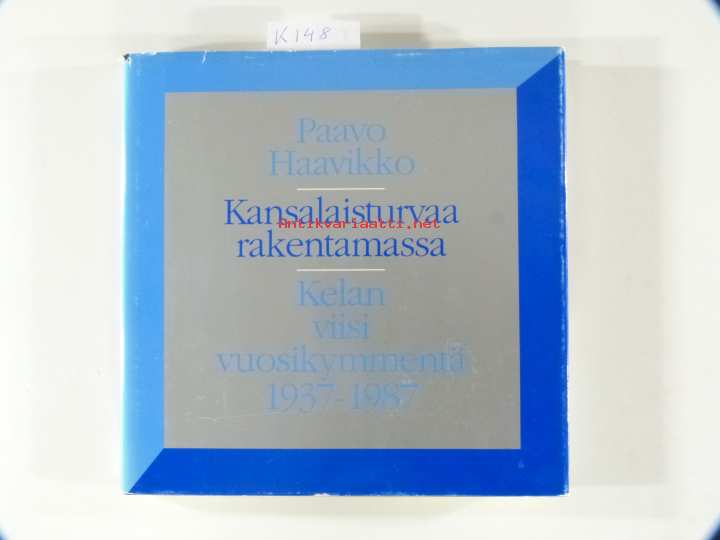 K148
Paavo
Haavikko
Kansalaisturvaa
Antikvariaatti.net
rakentamassa
Kelan
viisi
vuosikymmentä
1937-1987